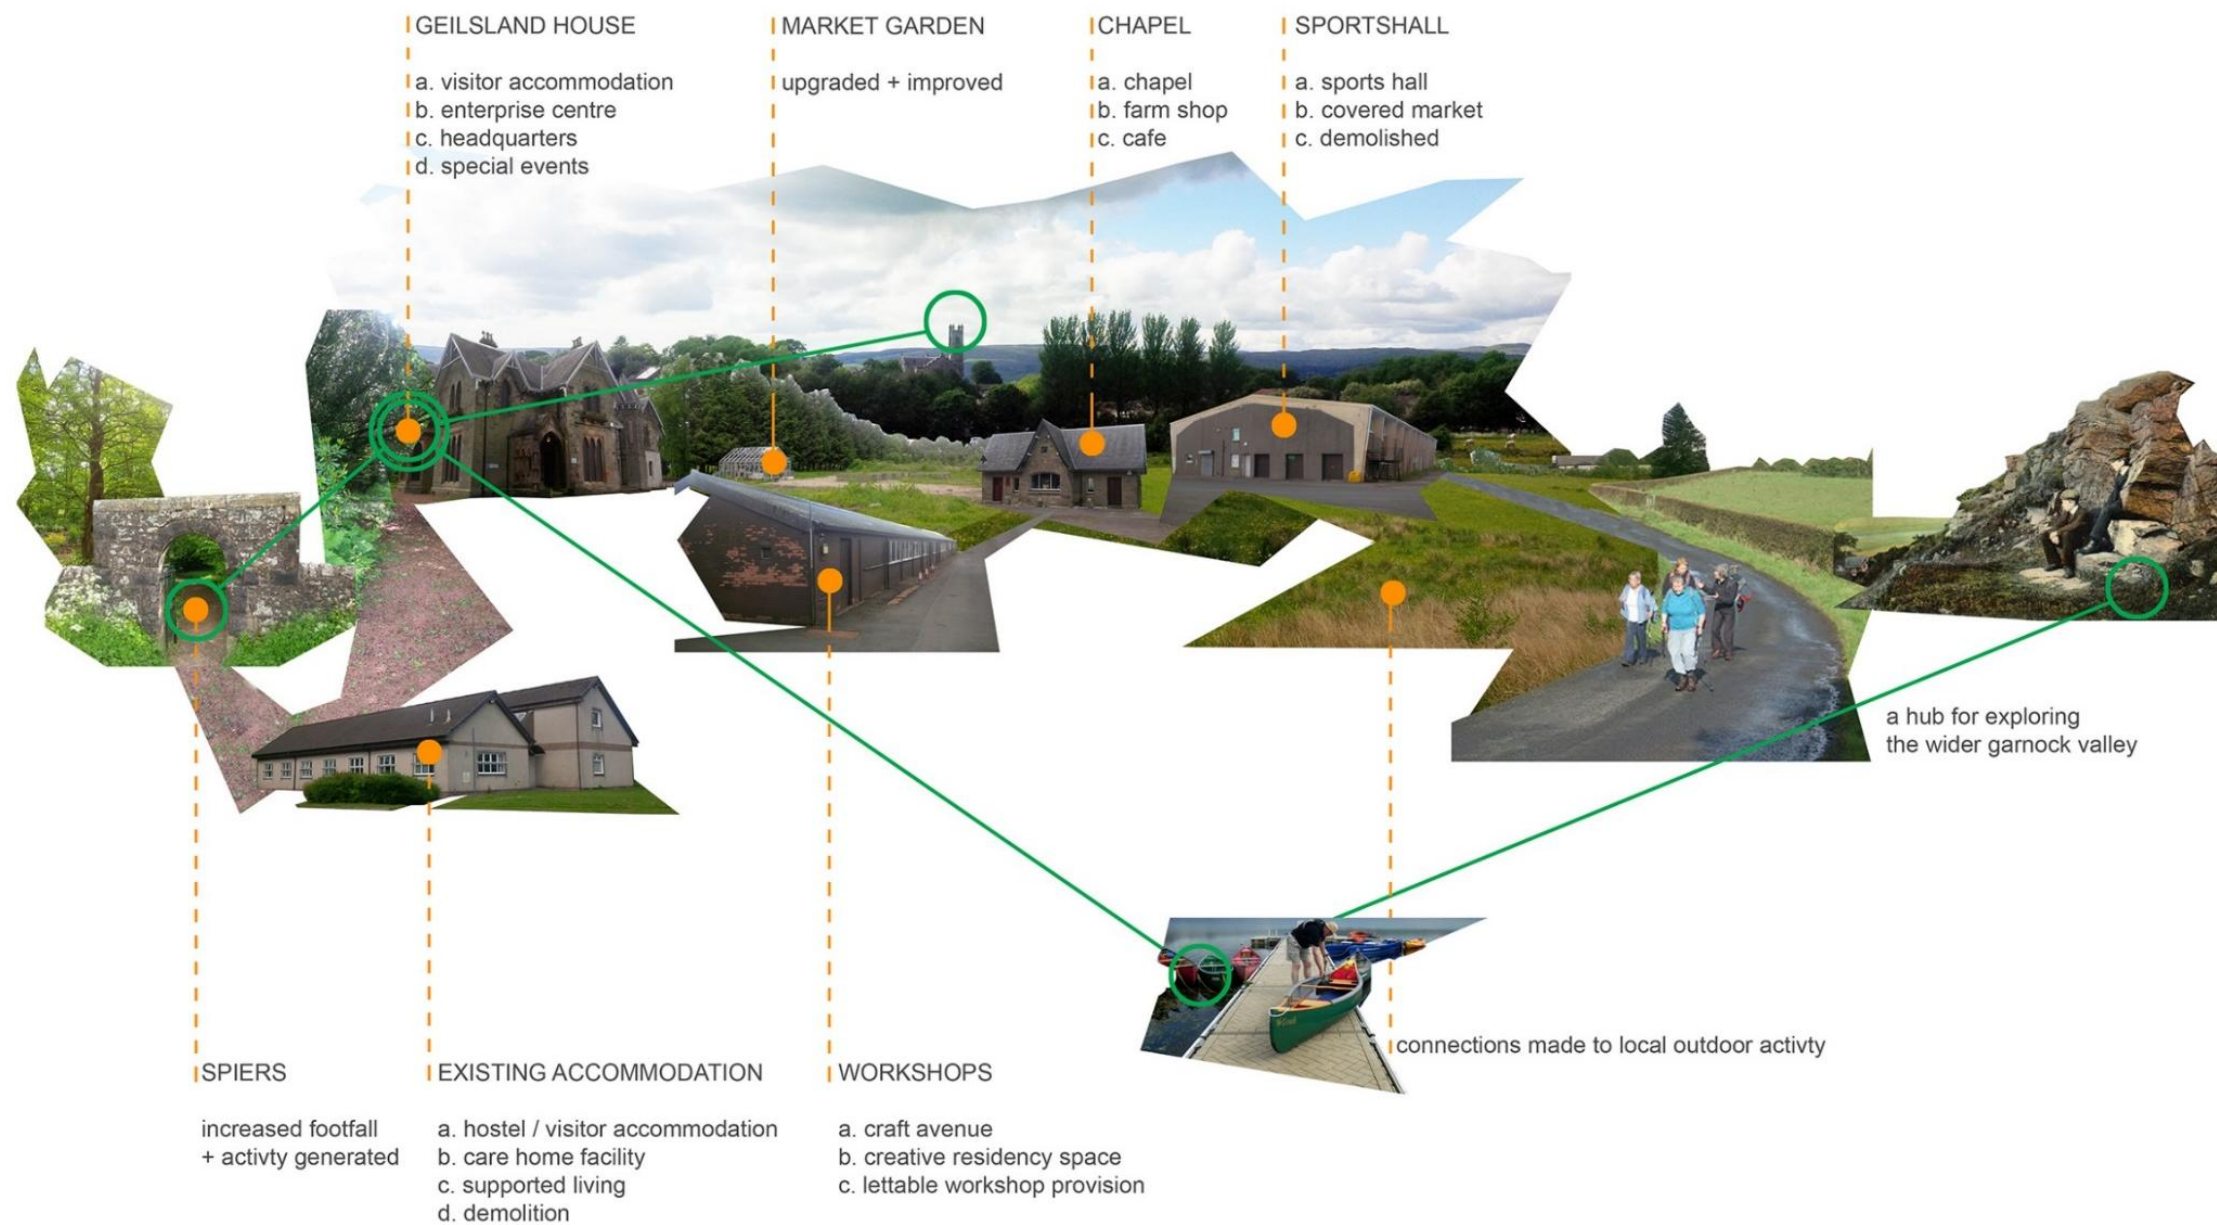 GEILSLAND HOUSE
a. visitor accommodation
b. enterprise centre
c. headquarters
d. special events
MARKET GARDEN
upgraded + improved
CHAPEL
a. chapel
b. farm shop
c. cafe
SPORTSHALL
a. sports hall
b. covered market
c. demolished
a hub for exploring
the wider garnock valley
connections made to local outdoor activty
SPIERS
increased footfall
+ activty generated
EXISTING ACCOMMODATION
a. hostel / visitor accommodation
b. care home facility
c. supported living
d. demolition
WORKSHOPS
a. craft avenue
b. creative residency space
c. lettable workshop provision